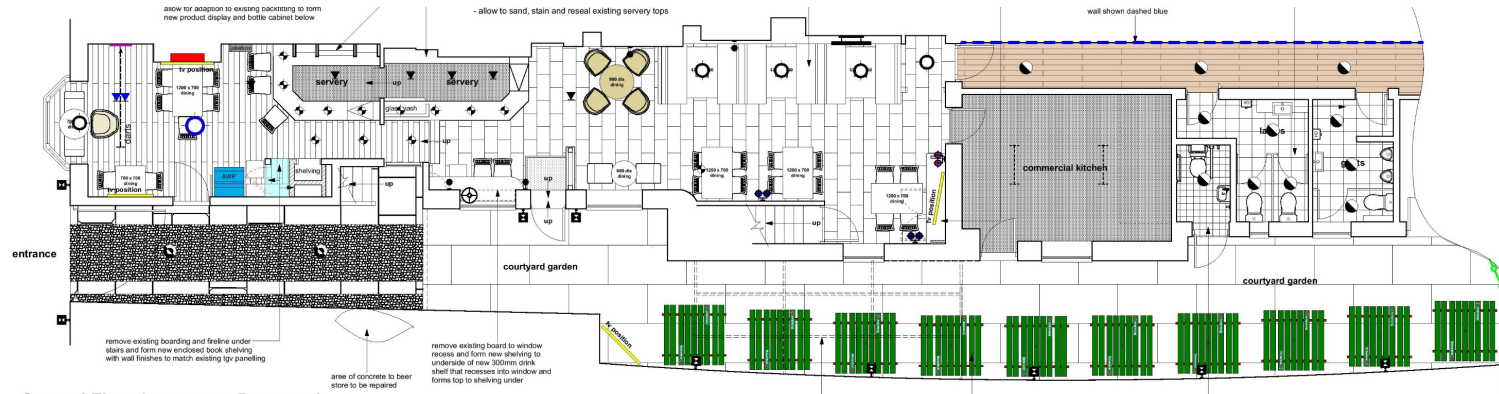 allow for adaption to existing backfitting to form
new product display and bottle cabinet below
- allow to sand, stain and reseal existing servery tops
wall shown dashed blue
jukebox
tv position
1200 x 700
dining
servery
up
servery
600 dia
dining
glass wash
darts
up
shelving
AWP
700 x 700
dining
tv position
up
up
up
600 dia
dining
1200 x 700
dining
1200 x 700
dining
1200 x 700
dining
tv position
up
commercial kitchen
ladies
gents
entrance
courtyard garden
courtyard garden
tv position
remove existing boarding and fireline under
stairs and form new enclosed book shelving
with wall finishes to match existing tgv panelling
area of concrete to beer
store to be repaired
remove existing board to window
recess and form new shelving to
underside of new 300mm drink
shelf that recesses into window and
forms top to shelving under